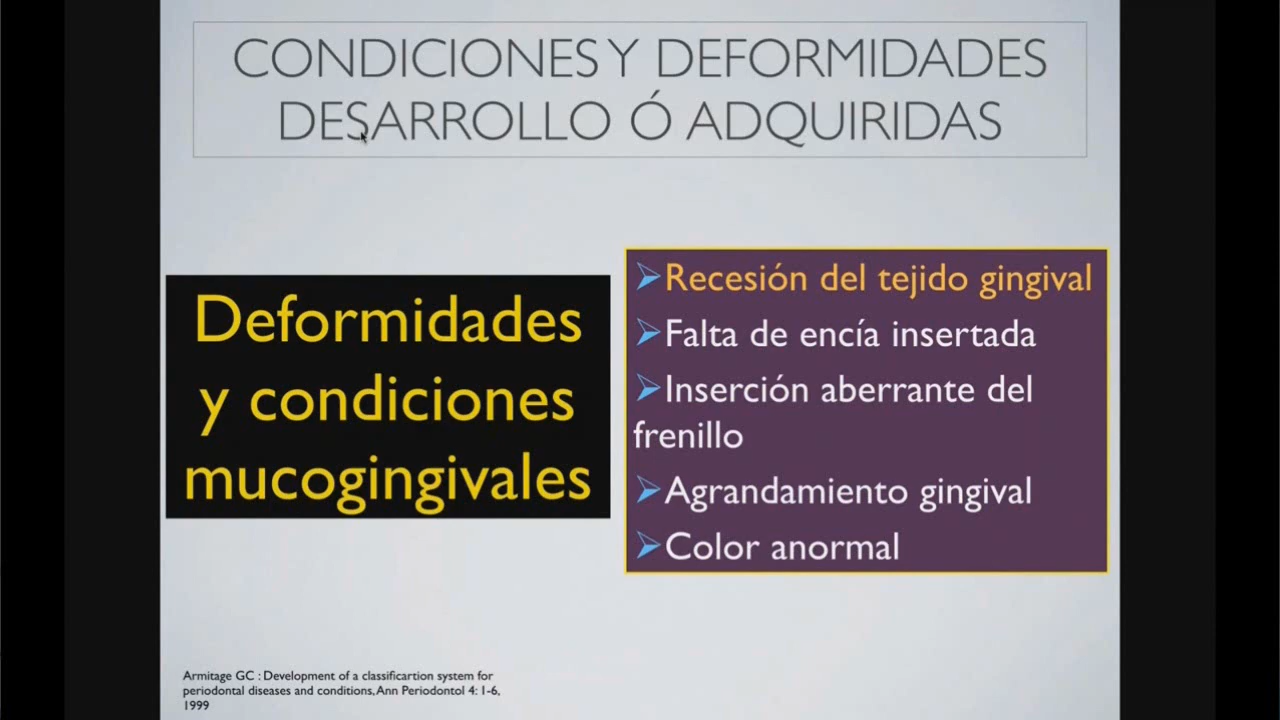 CONDICIONES Y DEFORMIDADES
DESARROLLO Ó ADQUIRIDAS
Deformidades
y condiciones
mucogingivales
➢Recesión del tejido gingival
➢Falta de encía insertada
➢Inserción aberrante del
frenillo
➢Agrandamiento gingival
➢Color anormal
Armitage GC : Development of a classificartion system for
periodontal diseases and conditions, Ann Periodontol 4: 1-6,
1999